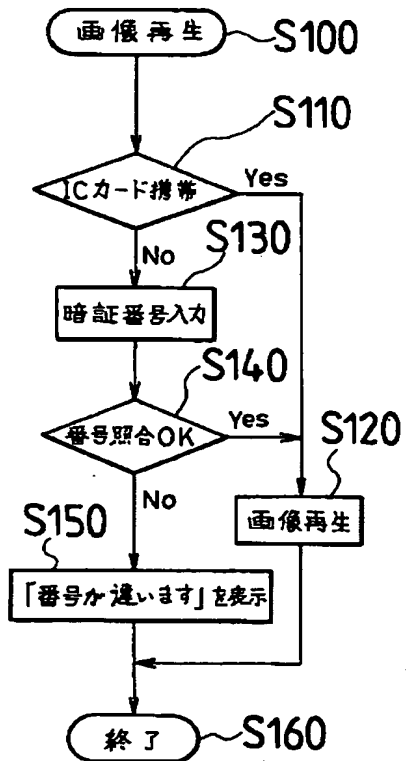 画像再生
S100
S110
ICカード携帯
Yes
No
S130
暗証番号入力
S140
番号照合OK
Yes
S120
No
画像再生
S150
「番号が違います」を表示
終了
S160